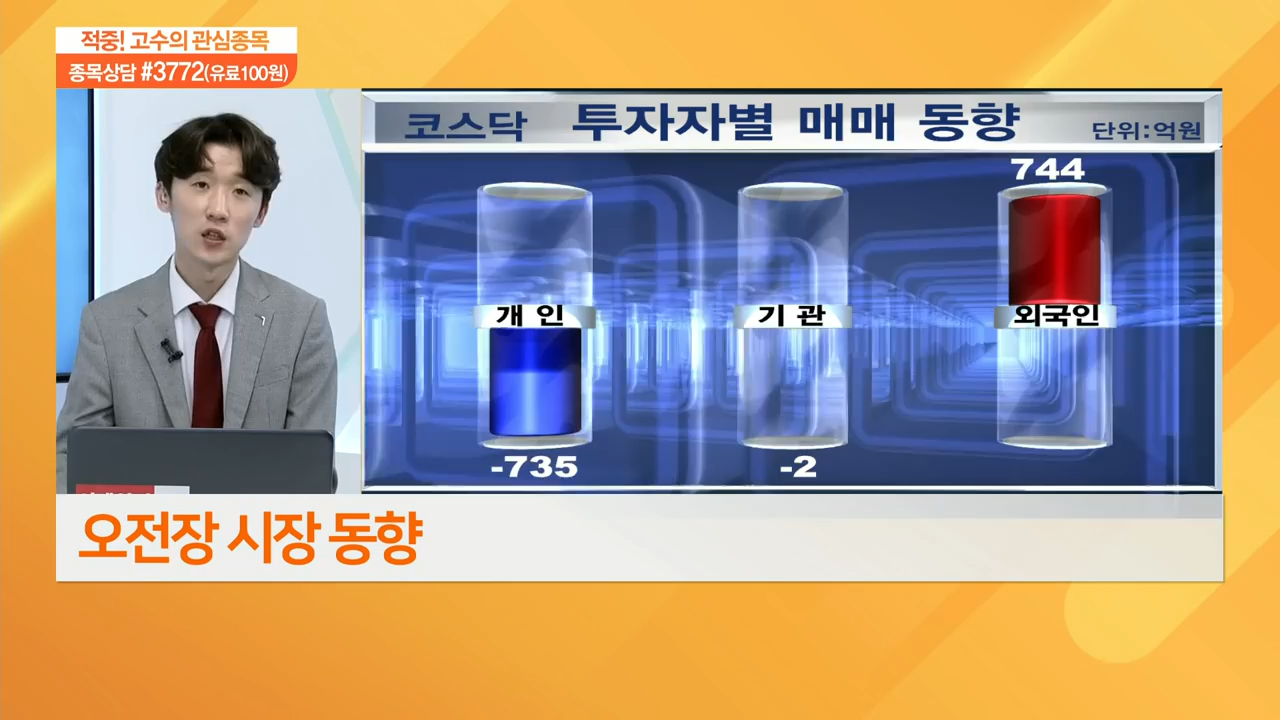 적중! 고수의 관심종목
종목상담 #3772(유료100원)
코스닥 투자자별 매매 동향 단위:억원
744
개 인 기 관 외국인
-735 -2
오전장 시장 동향